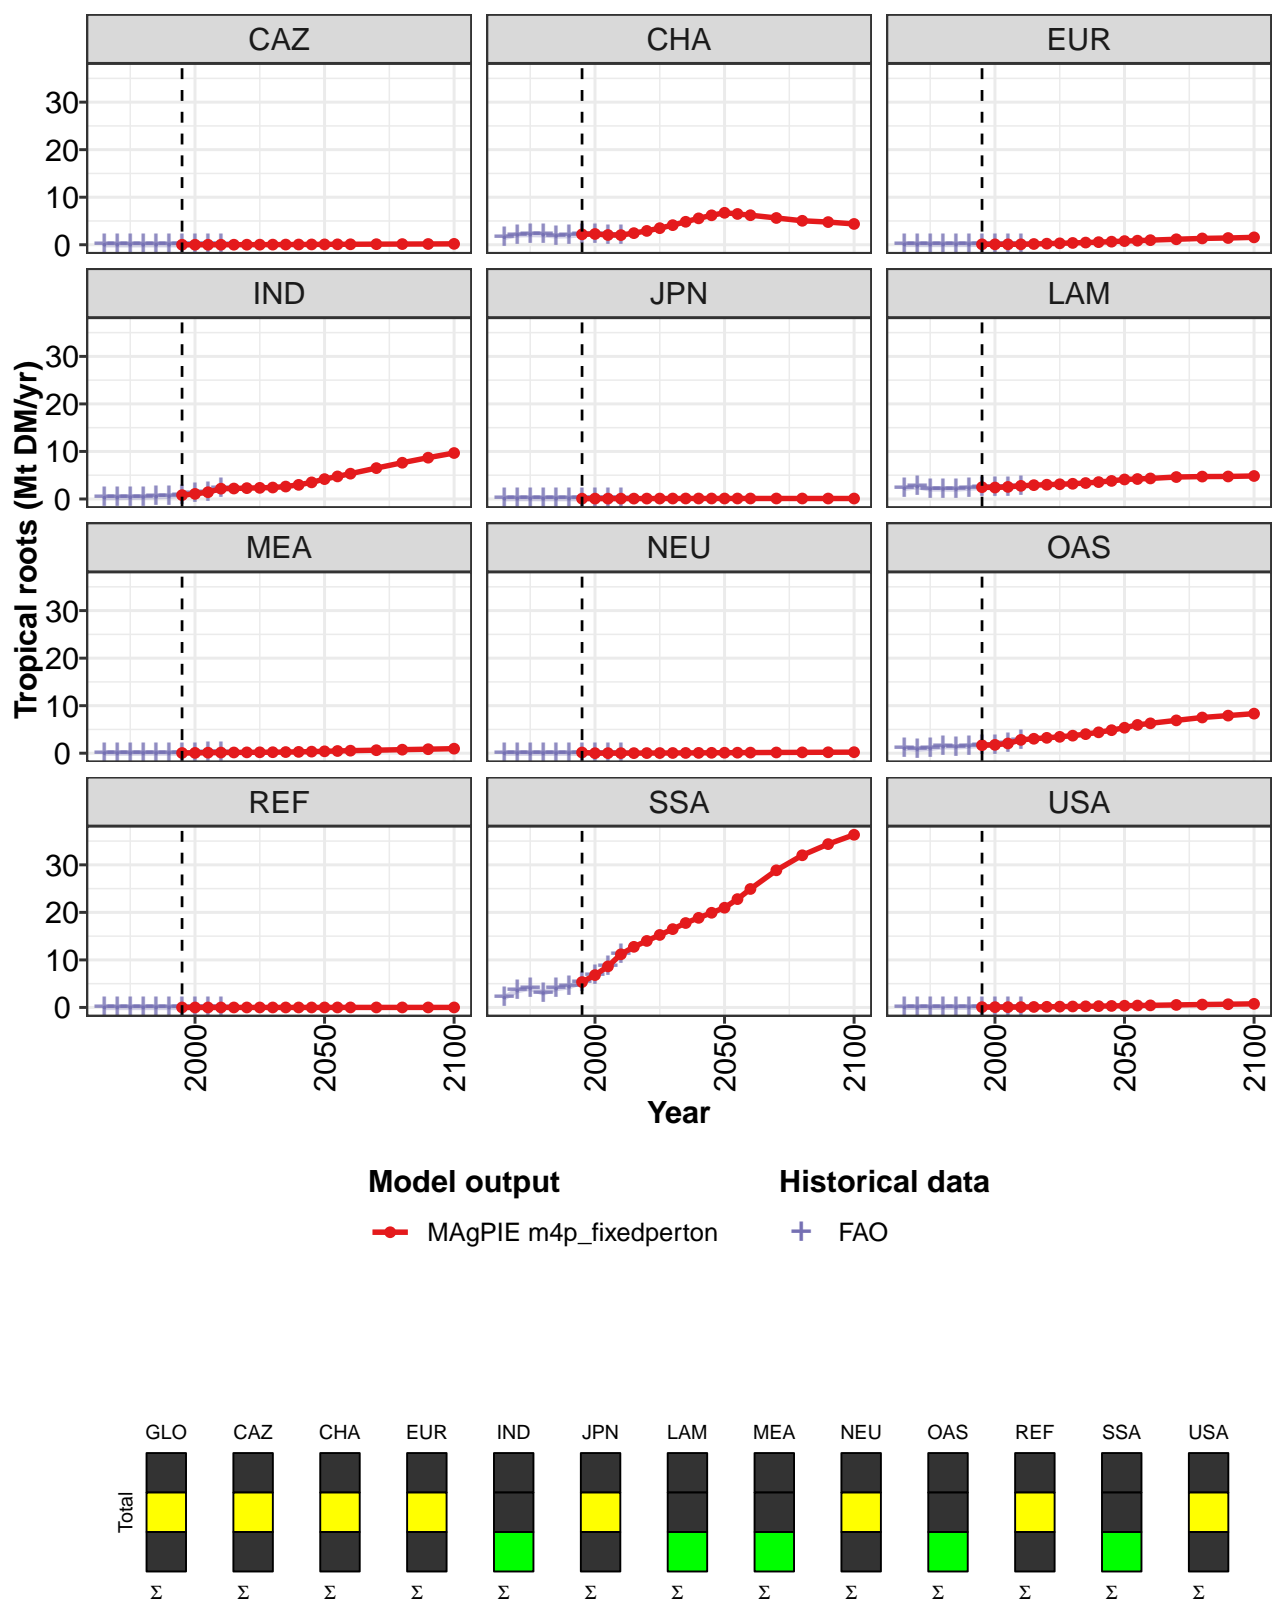 CAZ CHA EUR
30
20
10
0
IND JPN LAM
30
20
10
0
MEA NEU OAS
30
20
10
0
REF SSA USA
30
20
10
0
Tropical roots (Mt DM/yr)
2000 2050 2100 2000 2050 2100 2000 2050 2100
Year
Model output Historical data
MAgPIE m4p_fixedperton FAO
GLO CAZ CHA EUR IND JPN LAM MEA NEU OAS REF SSA USA
Total
Σ Σ Σ Σ Σ Σ Σ Σ Σ Σ Σ Σ Σ